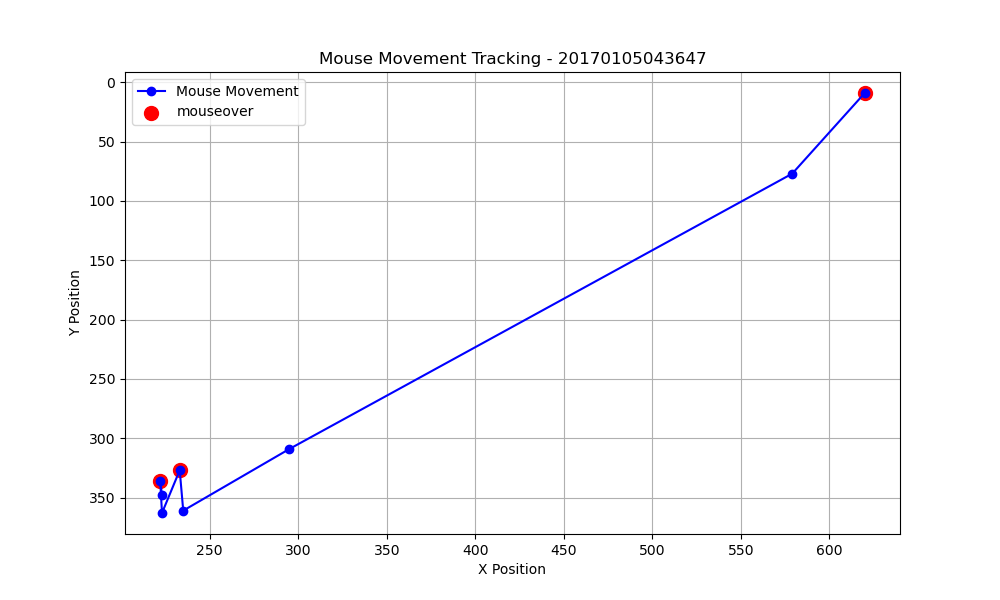 Mouse Movement Tracking - 20170105043647
Mouse Movement
mouseover
0
50
100
150
200
250
300
350
Y Position
250 300 350 400 450 500 550 600
X Position